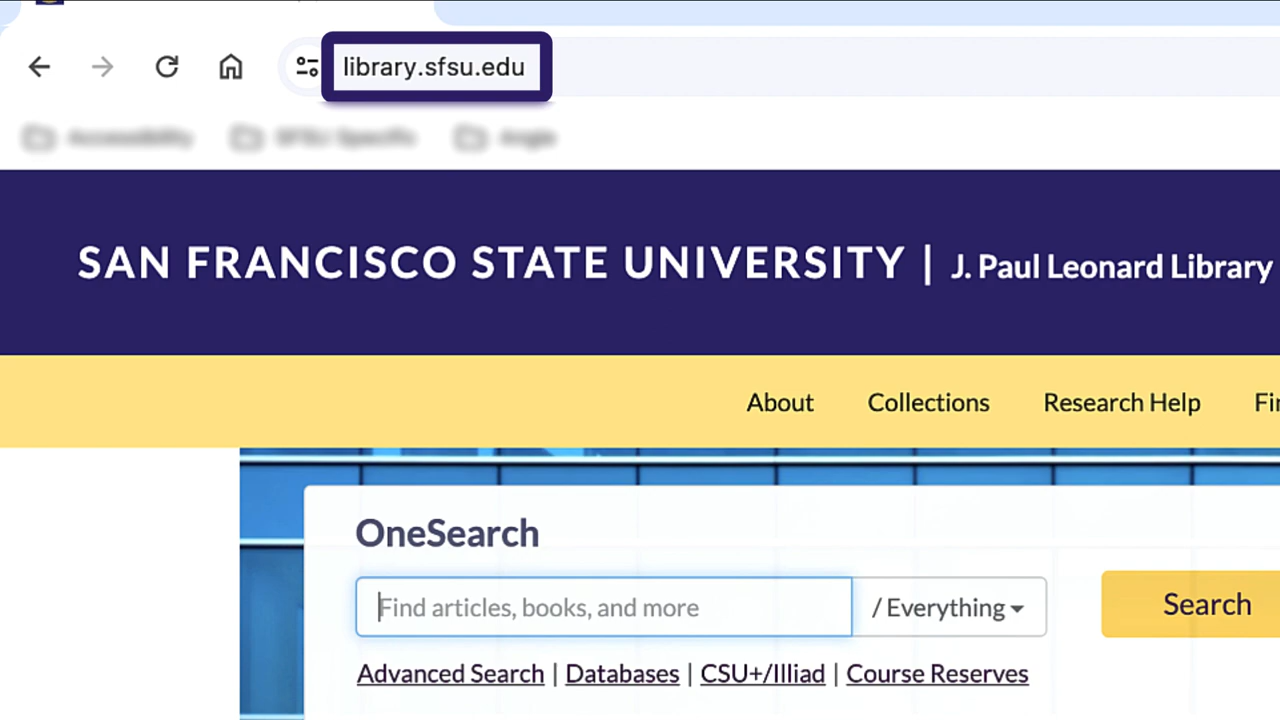 library.sfsu.edu
SAN FRANCISCO STATE UNIVERSITY | J. Paul Leonard Library
About Collections Research Help
OneSearch
Find articles, books, and more / Everything Search
Advanced Search | Databases | CSU+/Illiad | Course Reserves